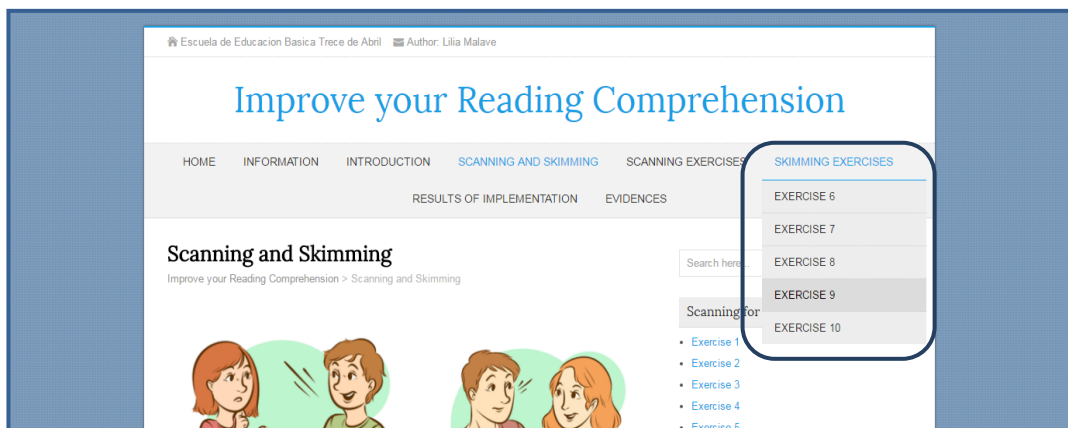 Escuela de Educacion Basica Trece de Abril Author: Lilia Malave
Improve your Reading Comprehension
HOME INFORMATION INTRODUCTION SCANNING AND SKIMMING SCANNING EXERCISES SKIMMING EXERCISES
RESULTS OF IMPLEMENTATION EVIDENCES
EXERCISE 6
EXERCISE 7
EXERCISE 8
EXERCISE 9
EXERCISE 10
Scanning and Skimming
Improve your Reading Comprehension > Scanning and Skimming
Search here...
Scanning for
Exercise 1
Exercise 2
Exercise 3
Exercise 4
Exercise 5